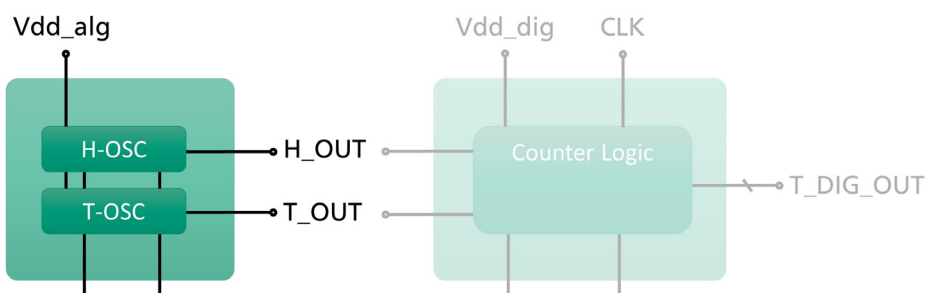 Vdd_alg
Vdd_dig
CLK
H-OSC
H_OUT
Counter Logic
T-OSC
T_OUT
T_DIG_OUT